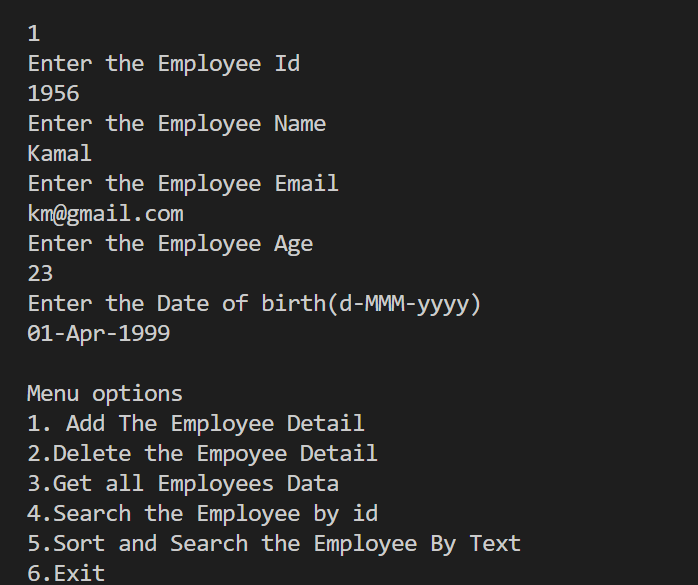 1
Enter the Employee Id
1956
Enter the Employee Name
Kamal
Enter the Employee Email
km@gmail.com
Enter the Employee Age
23
Enter the Date of birth(d-MMM-yyyy)
01-Apr-1999

Menu options
1. Add The Employee Detail
2.Delete the Empoyee Detail
3.Get all Employees Data
4.Search the Employee by id
5.Sort and Search the Employee By Text
6.Exit